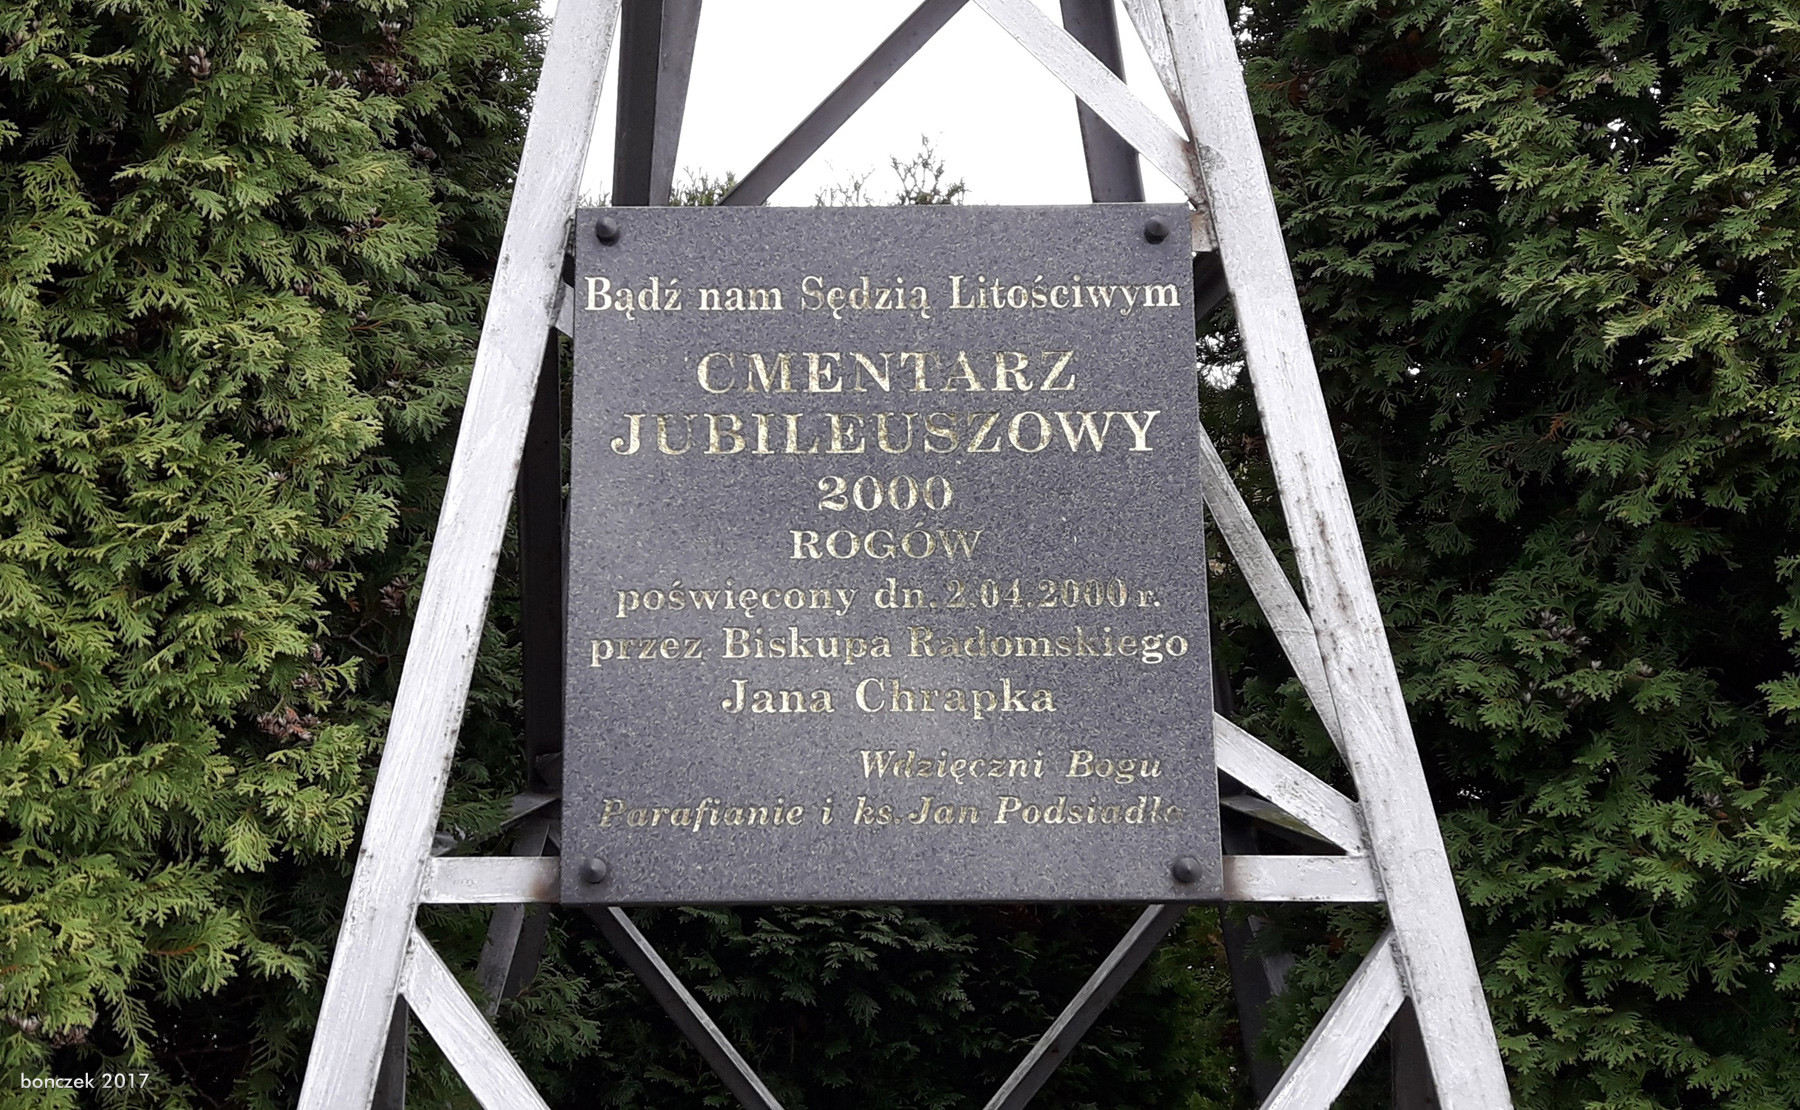 Bądź nam Sędzią Litościwym
CMENTARZ
JUBILEUSZOWY
2000
ROGÓW
poświęcony dn. 2.04.2000 r.
przez Biskupa Radomskiego
Jana Chrapka
Wdzięczni Bogu
Parafianie i ks. Jan Podsiadło
bonczek 2017